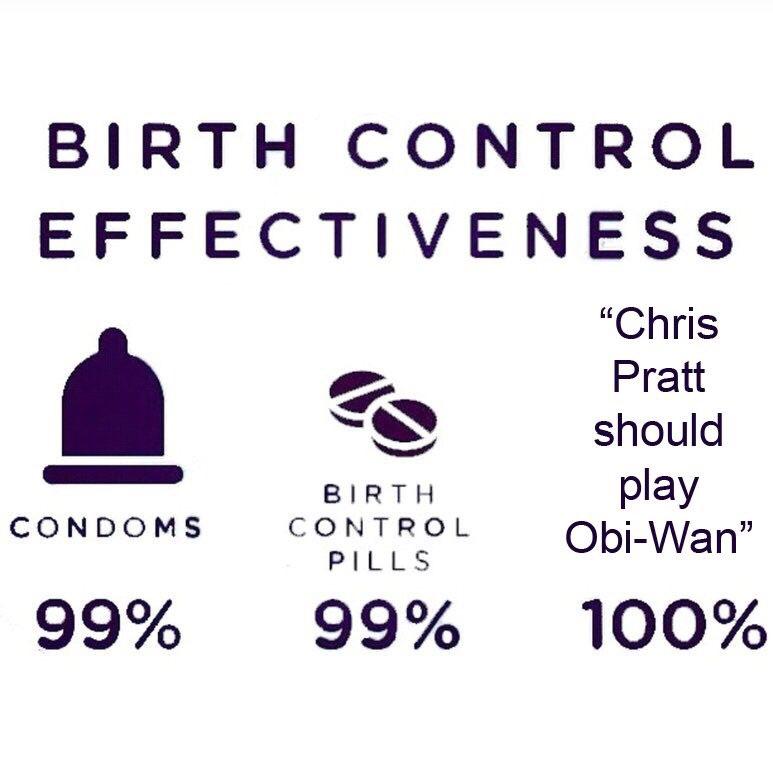 BIRTH CONTROL
EFFECTIVENESS
CONDOMS
99%
BIRTH
CONTROL
PILLS
99%
“Chris
Pratt
should
play
Obi-Wan”
100%